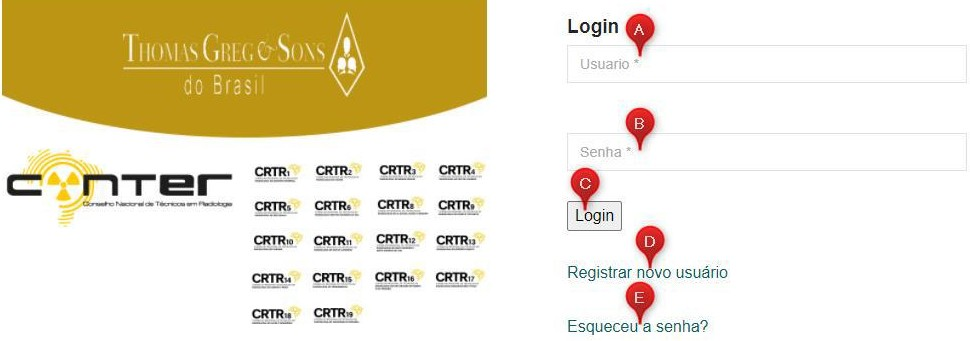 THOMAS GREG & SONS
do Brasil
conter
Conselho Nacional de Técnicos em Radiologia
CRTR1 CRTR2 CRTR3 CRTR4
CRTR5 CRTR6 CRTR8 CRTR9
CRTR10 CRTR11 CRTR12 CRTR13
CRTR14 CRTR15 CRTR16 CRTR17
CRTR18 CRTR19
Login
A
Usuario *
B
Senha *
C
Login
D
Registrar novo usuário
E
Esqueceu a senha?